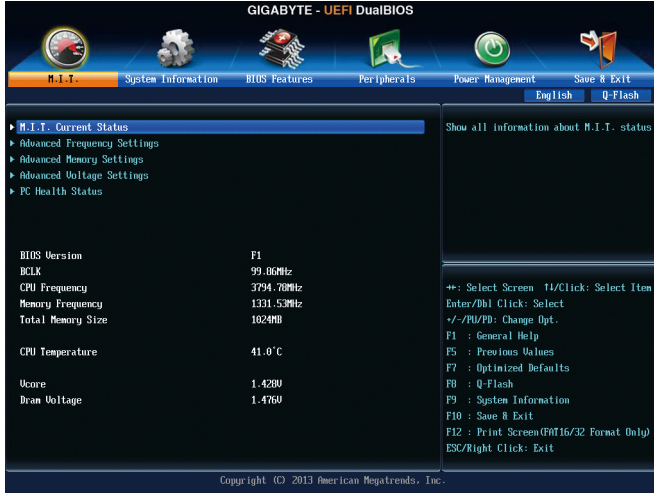 GIGABYTE - UEFI DualBIOS
M.I.T.
System Information
BIOS Features
Peripherals
Power Management
Save & Exit
English
Q-Flash
M.I.T. Current Status
Advanced Frequency Settings
Advanced Memory Settings
Advanced Voltage Settings
PC Health Status
BIOS Version F1
BCLK 99.86MHz
CPU Frequency 3794.78MHz
Memory Frequency 1331.53MHz
Total Memory Size 1024MB
CPU Temperature 41.0°C
Vcore 1.428V
Dram Voltage 1.476V
Show all information about M.I.T. status
↔: Select Screen ↑↓/Click: Select Item
Enter/Dbl Click: Select
+/-/PU/PD: Change Opt.
F1 : General Help
F5 : Previous Values
F7 : Optimized Defaults
F8 : Q-Flash
F9 : System Information
F10 : Save & Exit
F12 : Print Screen(FAT16/32 Format Only)
ESC/Right Click: Exit
Copyright (C) 2013 American Megatrends, Inc.